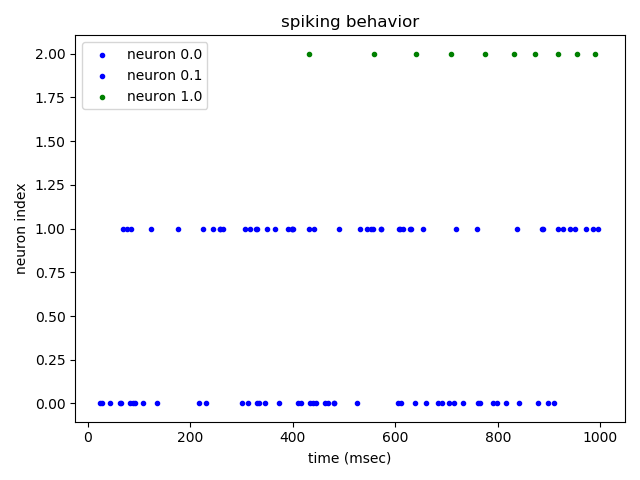 spiking behavior
neuron 0.0
neuron 0.1
neuron 1.0
neuron index
2.00
1.75
1.50
1.25
1.00
0.75
0.50
0.25
0.00
0 200 400 600 800 1000
time (msec)